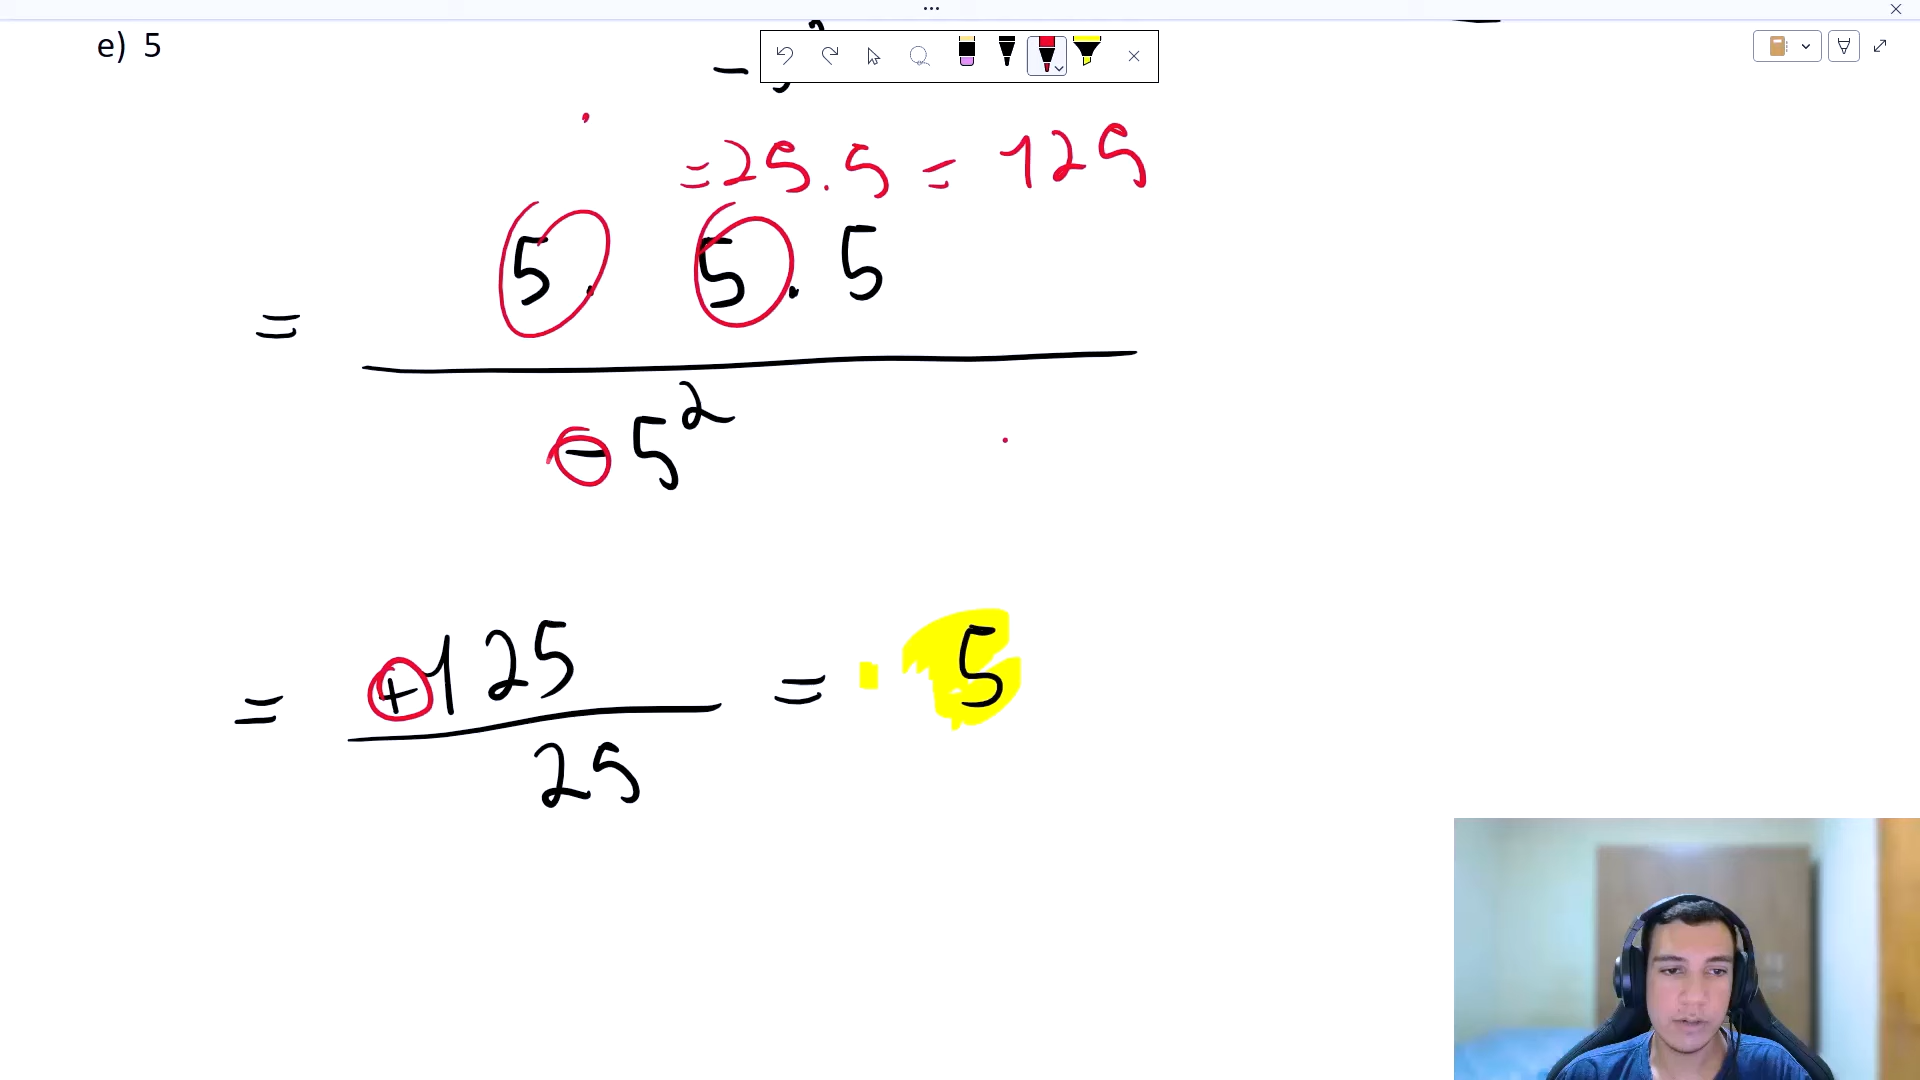 e) 5
-
= 25 . 5 = 125
= 5 . 5 . 5
- 5²
= +125 = 5
25